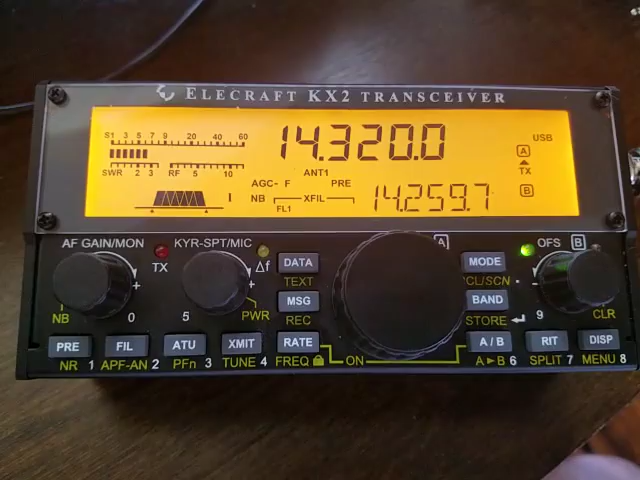 ELECRAFT KX2 TRANSCEIVER
S1 3 5 7 9 20 40 60
14.320.0
USB
A
SWR 2 3 RF 5 10
ANT1
TX
AGC- F PRE
I
NB XFIL
FL1
14.259.7
B
AF GAIN/MON
KYR-SPT/MIC
A
OFS B
TX
Δf
DATA
MODE
TEXT
CL/SCN
- +
- +
- +
MSG
BAND
NB
0
5
PWR
REC
STORE
9
CLR
PRE
FIL
ATU
XMIT
RATE
A / B
RIT
DISP
NR 1
APF-AN 2
PFn 3
TUNE 4
FREQ
ON
A►B 6
SPLIT 7
MENU 8